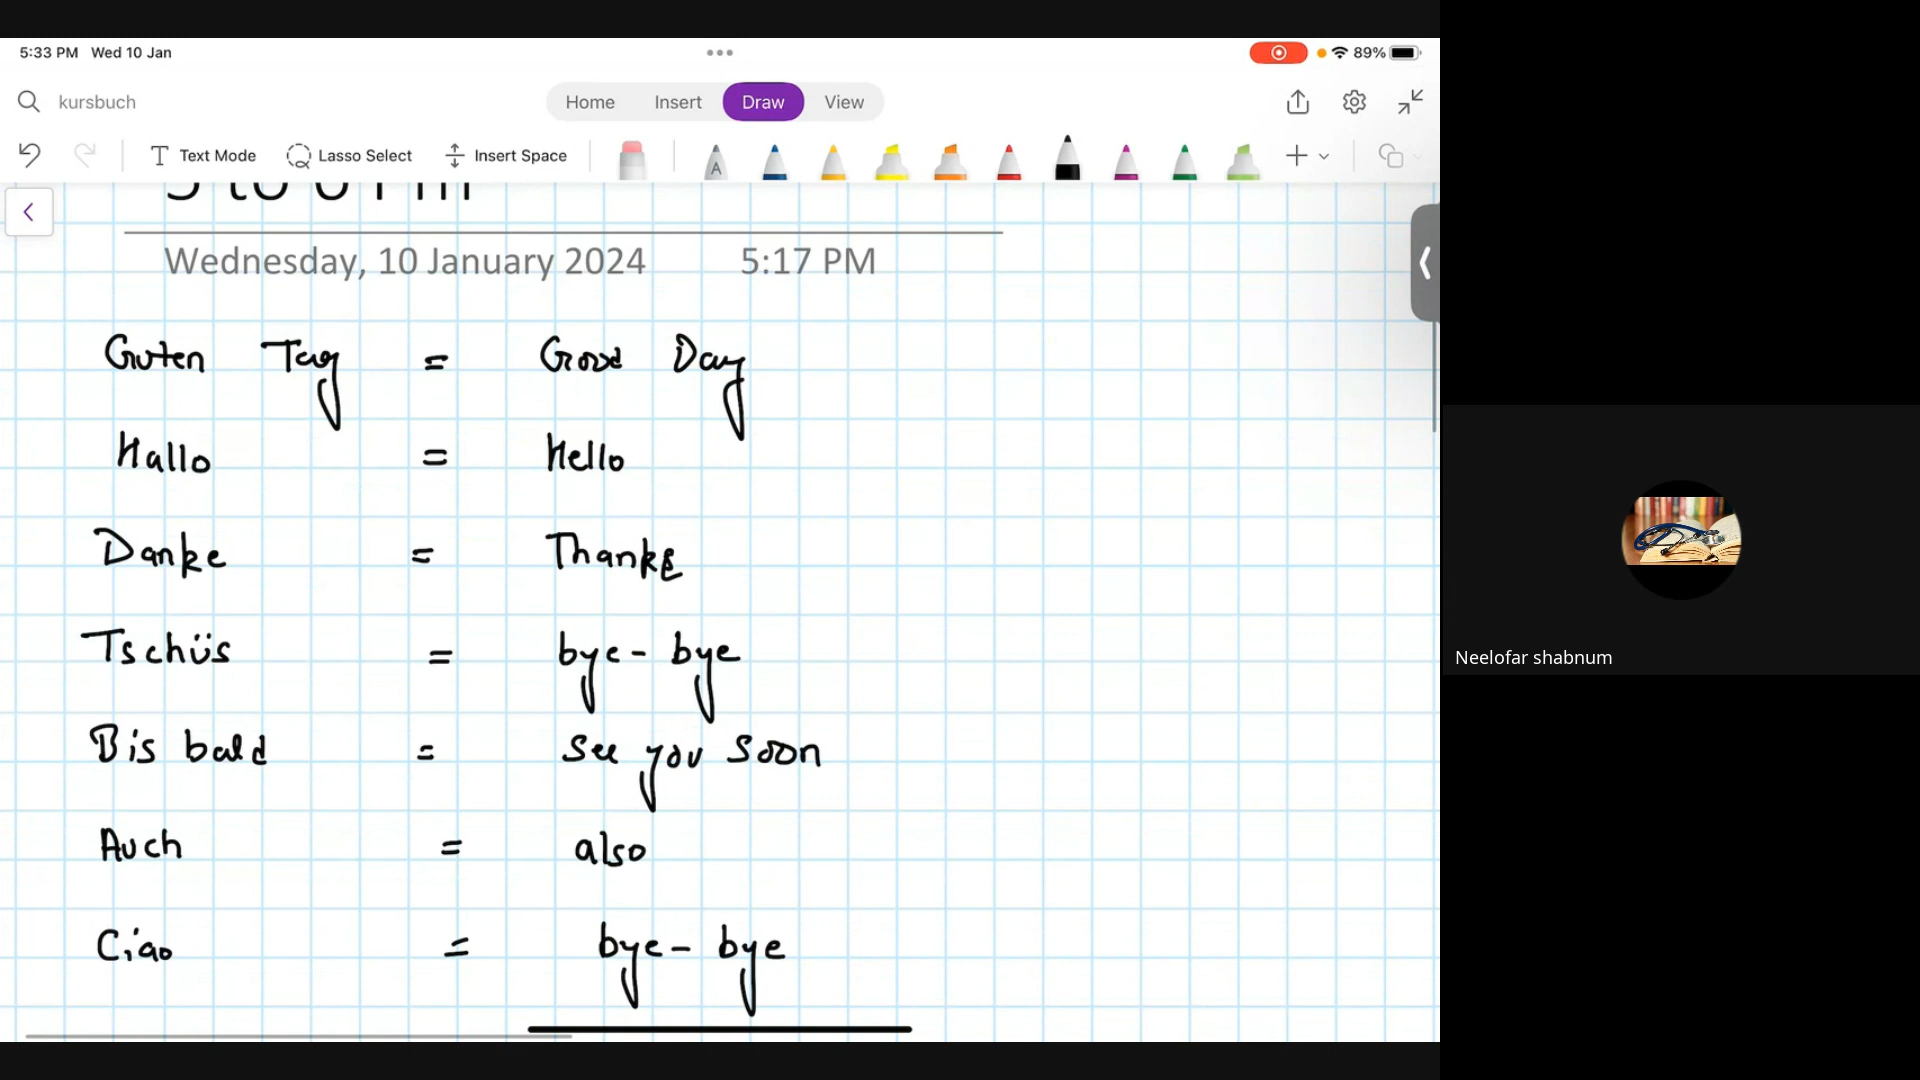 5:33 PM Wed 10 Jan 89%
kursbuch Home Insert Draw View
Text Mode Lasso Select Insert Space A
Wednesday, 10 January 2024 5:17 PM
Guten Tag = Good Day
Hallo = Hello
Danke = Thanks
Tschüs = bye - bye
Bis bald = See you Soon
Auch = also
Ciao = bye - bye
Neelofar shabnum